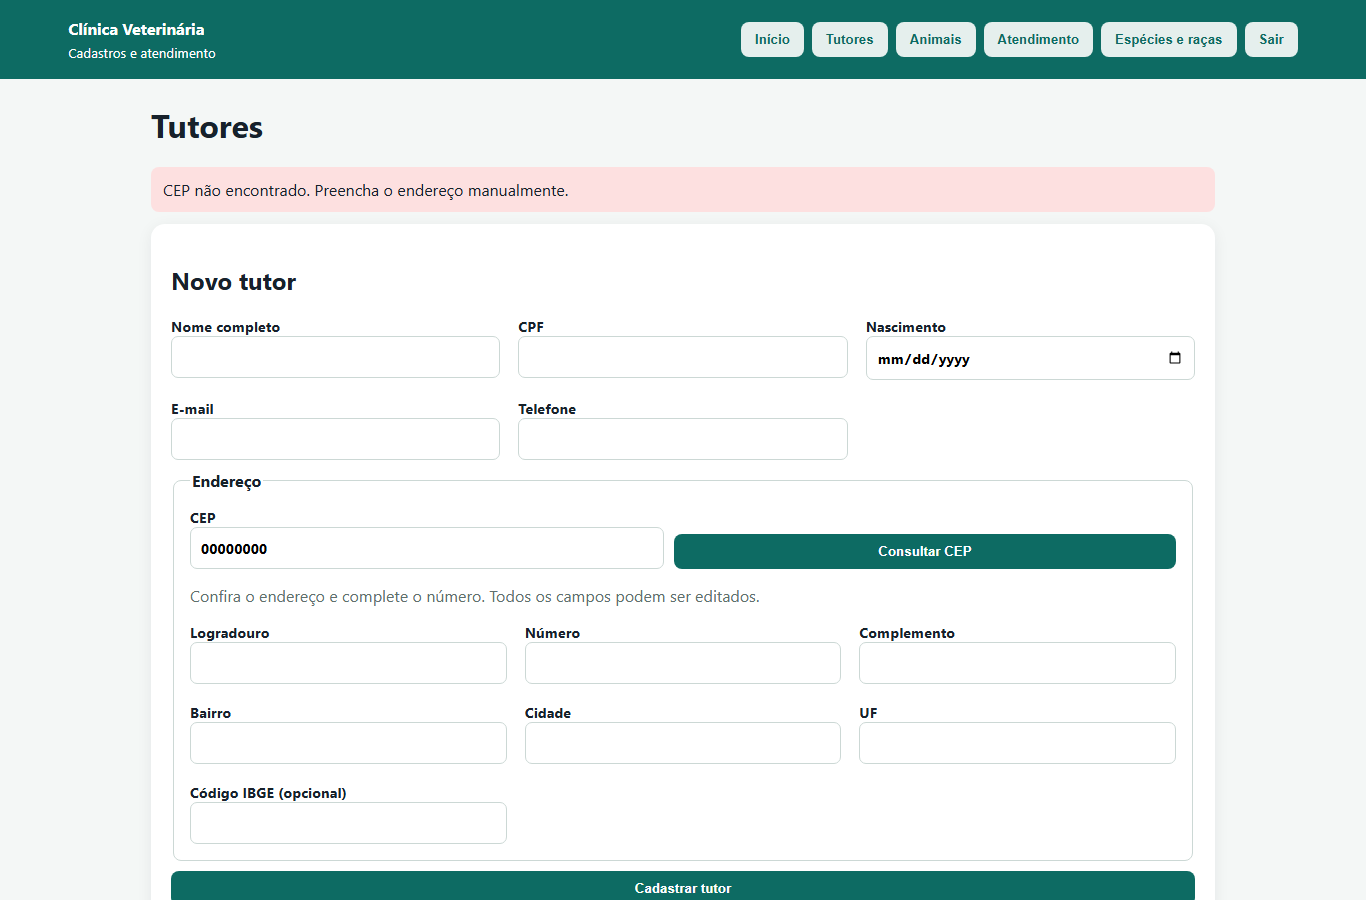 Clínica Veterinária
Cadastros e atendimento
Início
Tutores
Animais
Atendimento
Espécies e raças
Sair
Tutores
CEP não encontrado. Preencha o endereço manualmente.
Novo tutor
Nome completo
CPF
Nascimento
mm/dd/yyyy
E-mail
Telefone
Endereço
CEP
00000000
Consultar CEP
Confira o endereço e complete o número. Todos os campos podem ser editados.
Logradouro
Número
Complemento
Bairro
Cidade
UF
Código IBGE (opcional)
Cadastrar tutor